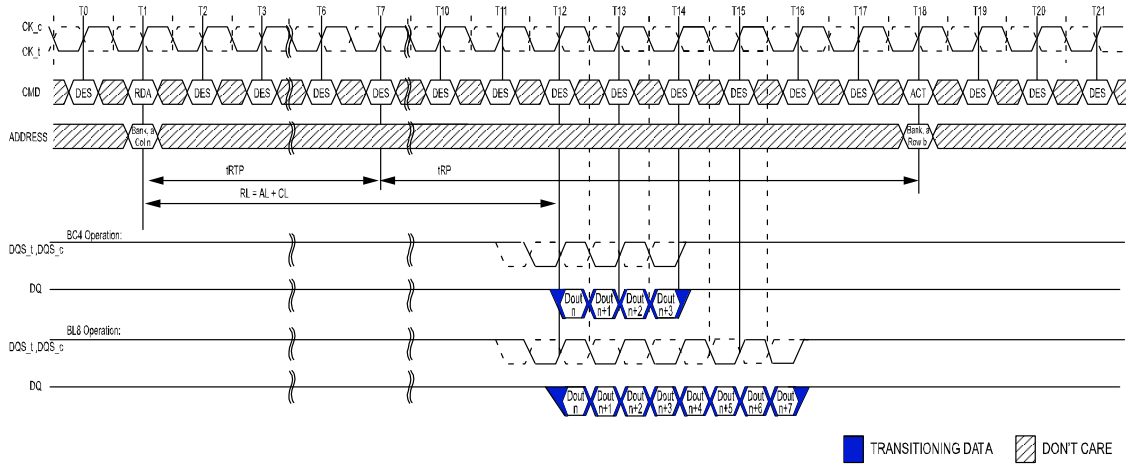 T0 T1 T2 T3 T6 T7 T10 T11 T12 T13 T14 T15 T16 T17 T18 T19 T20 T21
CK_c
CK_t
CMD DES RDA DES DES DES DES DES DES DES DES DES DES DES DES ACT DES DES DES
ADDRESS
Bank, a
Col n
Bank, a
Row b
tRTP
tRP
RL = AL + CL
BC4 Operation:
DQS_t ,DQS_c
DQ
Dout n
Dout n+1
Dout n+2
Dout n+3
BL8 Operation:
DQS_t ,DQS_c
DQ
Dout n
Dout n+1
Dout n+2
Dout n+3
Dout n+4
Dout n+5
Dout n+6
Dout n+7
TRANSITIONING DATA
DON'T CARE